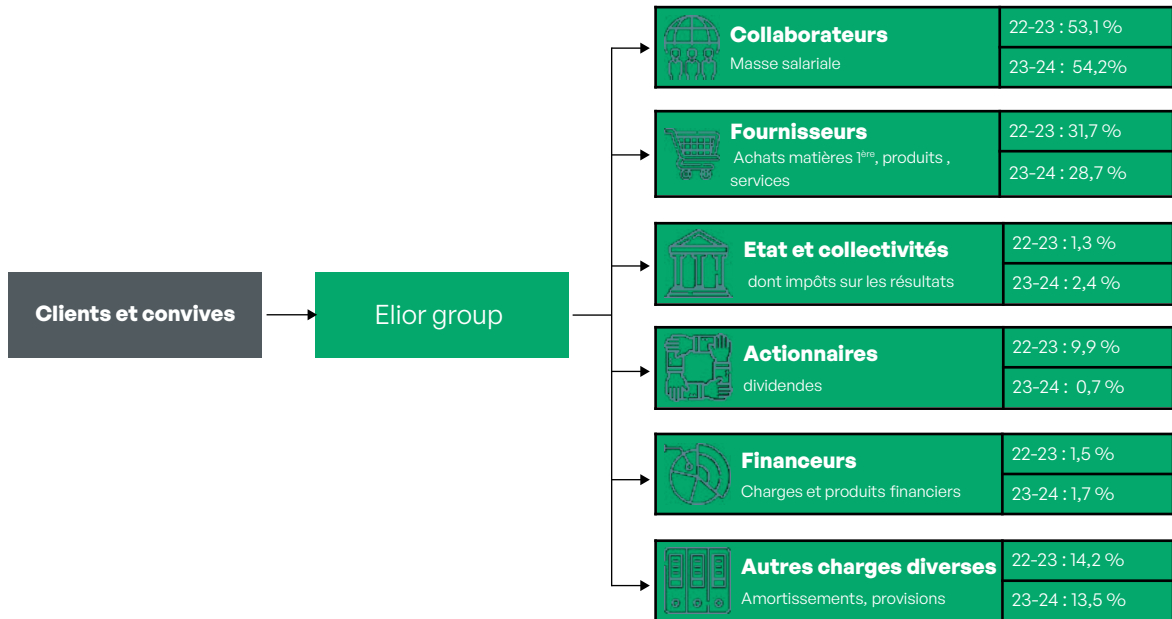 Clients et convives
Elior group
Collaborateurs
Masse salariale
22-23 : 53,1 %
23-24 : 54,2%
Fournisseurs
Achats matières 1ère, produits ,
services
22-23 : 31,7 %
23-24 : 28,7 %
Etat et collectivités
dont impôts sur les résultats
22-23 : 1,3 %
23-24 : 2,4 %
Actionnaires
dividendes
22-23 : 9,9 %
23-24 : 0,7 %
Financeurs
Charges et produits financiers
22-23 : 1,5 %
23-24 : 1,7 %
Autres charges diverses
Amortissements, provisions
22-23 : 14,2 %
23-24 : 13,5 %